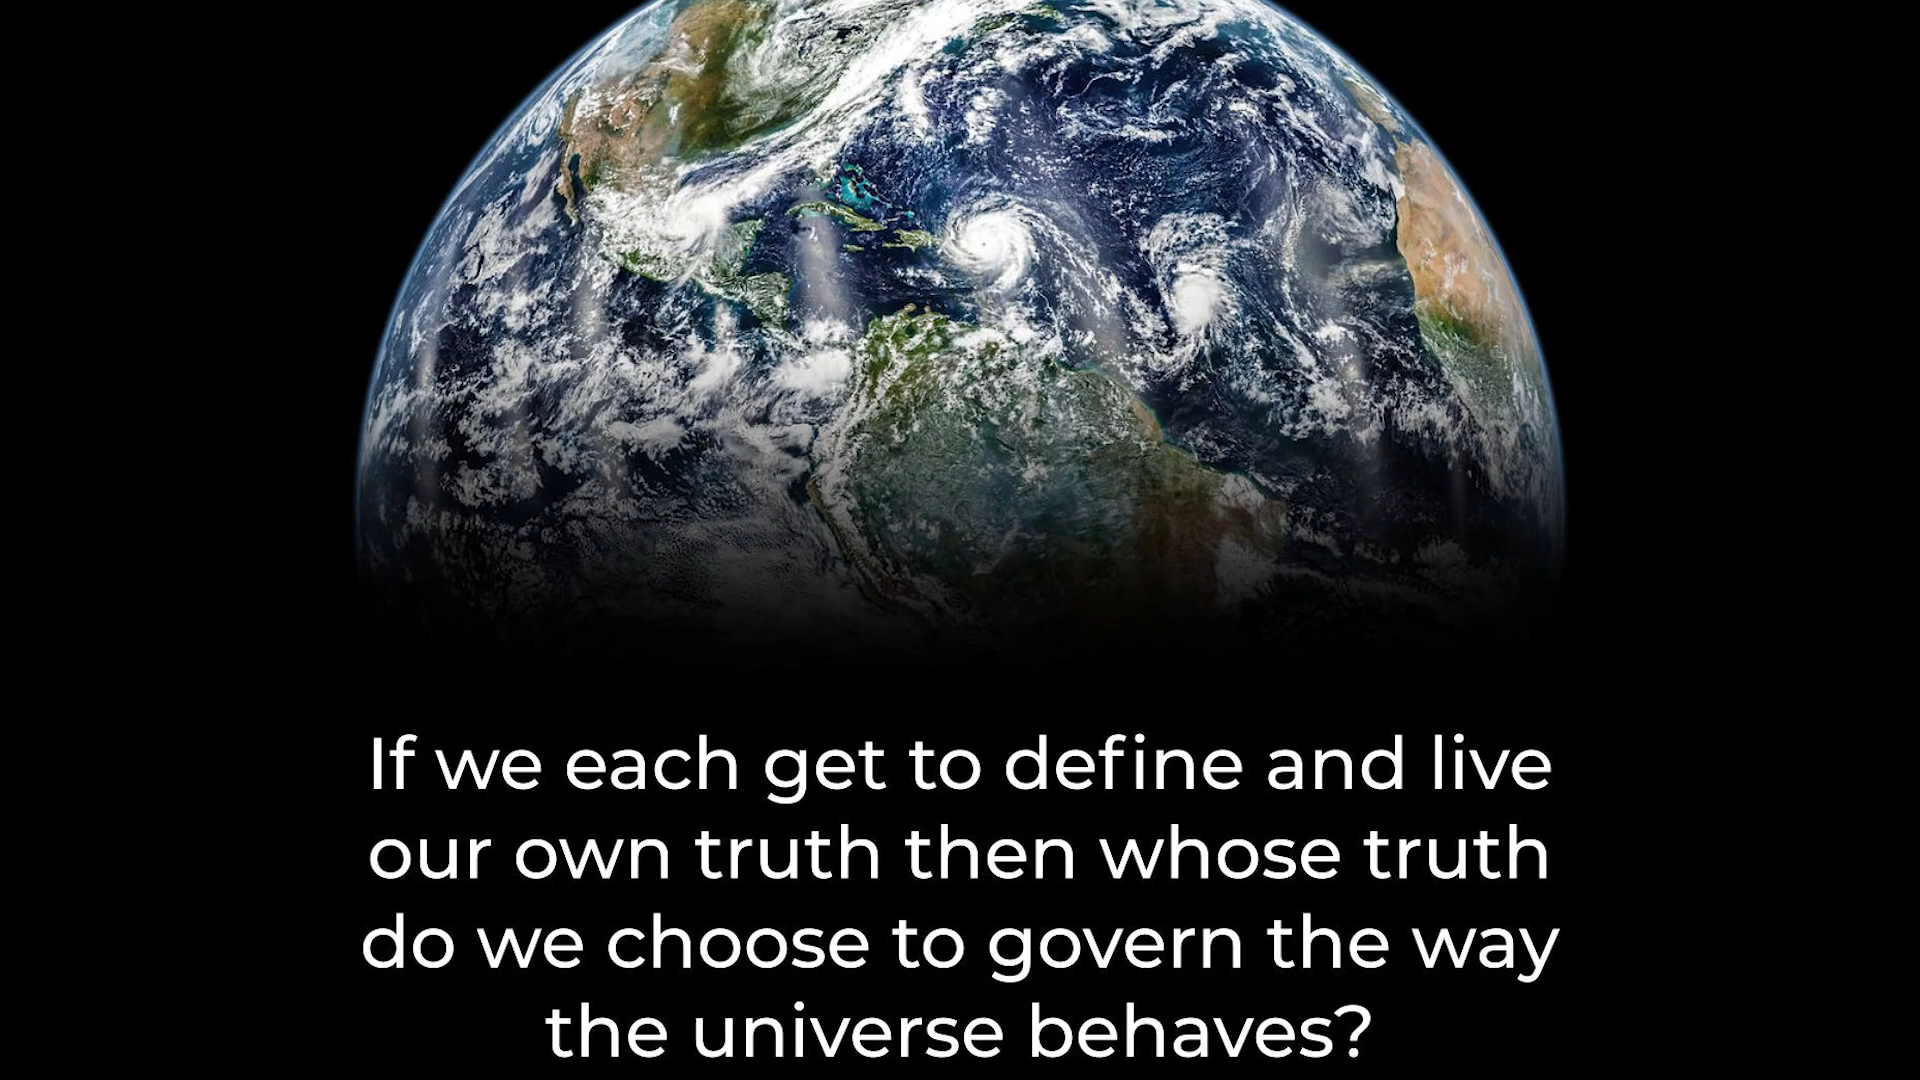 If we each get to define and live
our own truth then whose truth
do we choose to govern the way
the universe behaves?